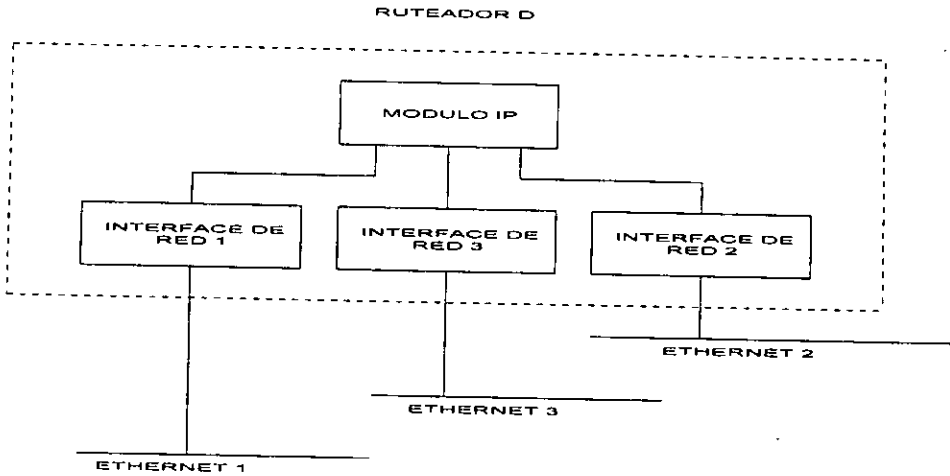 RUTEADOR D
MODULO IP
INTERFACE DE
RED 1
INTERFACE DE
RED 3
INTERFACE DE
RED 2
ETHERNET 2
ETHERNET 3
ETHERNET 1